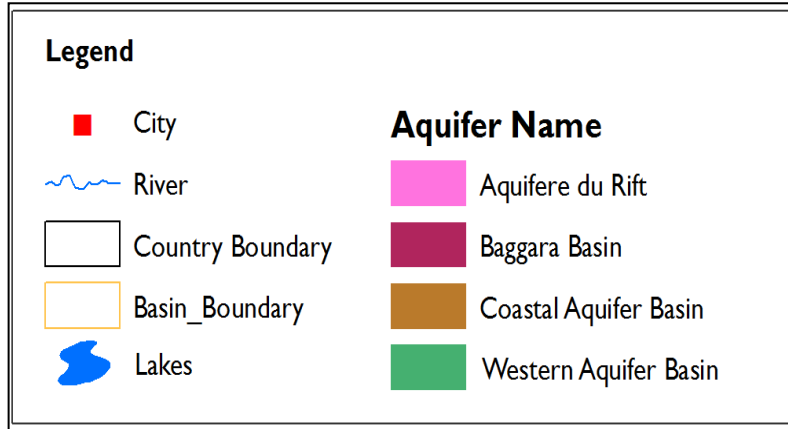 Legend
City
River
Country Boundary
Basin_Boundary
Lakes
Aquifer Name
Aquifere du Rift
Baggara Basin
Coastal Aquifer Basin
Western Aquifer Basin